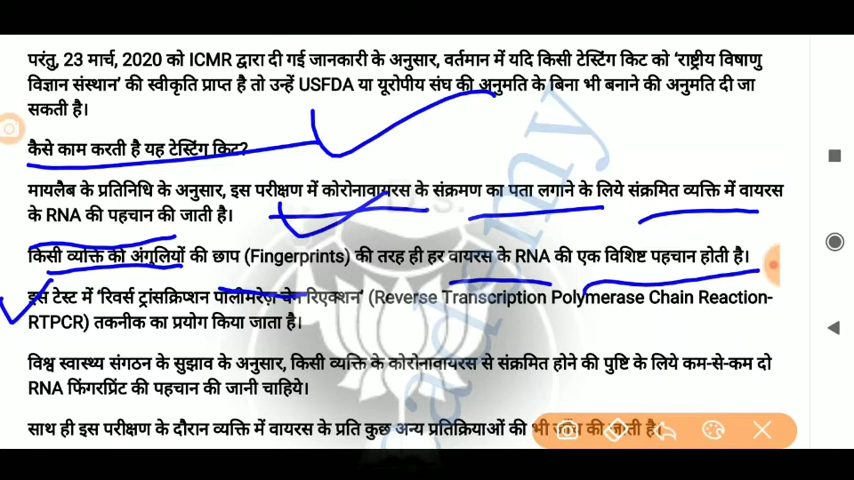 परंतु, 23 मार्च, 2020 को ICMR द्वारा दी गई जानकारी के अनुसार, वर्तमान में यदि किसी टेस्टिंग किट को ‘राष्ट्रीय विषाणु
विज्ञान संस्थान’ की स्वीकृति प्राप्त है तो उन्हें USFDA या यूरोपीय संघ की अनुमति के बिना भी बनाने की अनुमति दी जा
सकती है।
कैसे काम करती है यह टेस्टिंग किट?
मायलैब के प्रतिनिधि के अनुसार, इस परीक्षण में कोरोनावायरस के संक्रमण का पता लगाने के लिये संक्रमित व्यक्ति में वायरस
के RNA की पहचान की जाती है।
किसी व्यक्ति की अंगुलियों की छाप (Fingerprints) की तरह ही हर वायरस के RNA की एक विशिष्ट पहचान होती है।
इस टेस्ट में ‘रिवर्स ट्रांसक्रिप्शन पोलीमरेज़ चेन रिएक्शन’ (Reverse Transcription Polymerase Chain Reaction-
RTPCR) तकनीक का प्रयोग किया जाता है।
विश्व स्वास्थ्य संगठन के सुझाव के अनुसार, किसी व्यक्ति के कोरोनावायरस से संक्रमित होने की पुष्टि के लिये कम-से-कम दो
RNA फिंगरप्रिंट की पहचान की जानी चाहिये।
साथ ही इस परीक्षण के दौरान व्यक्ति में वायरस के प्रति कुछ अन्य प्रतिक्रियाओं की भी जाँच की जाती है।